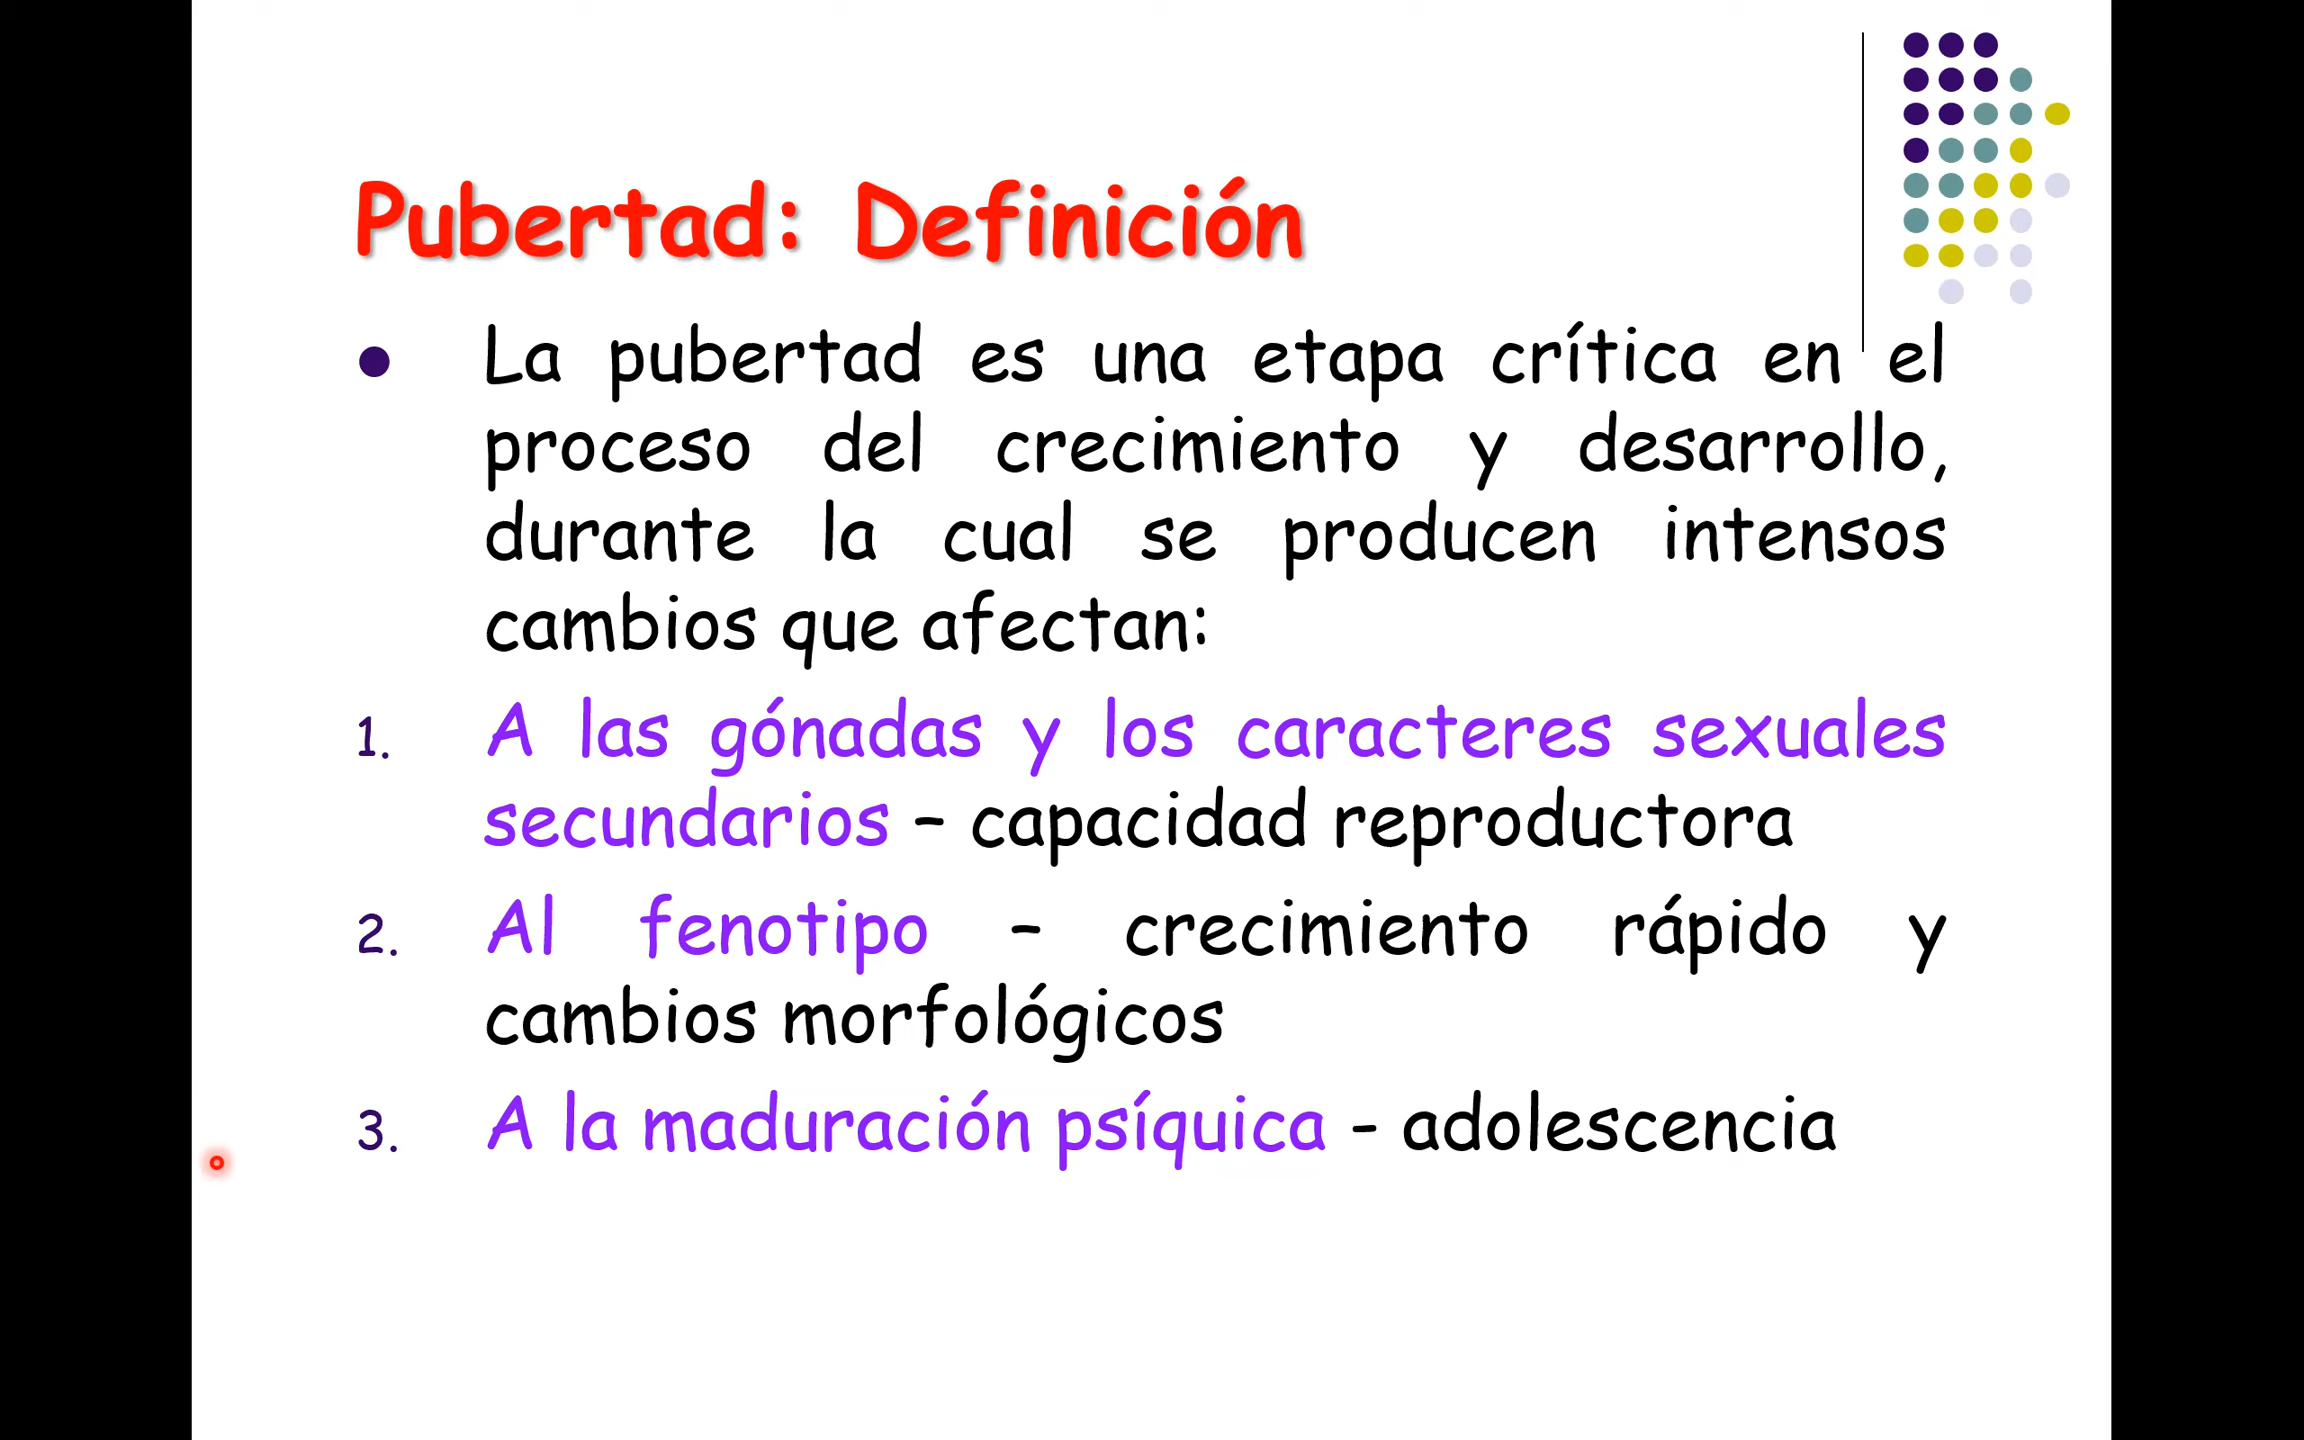 Pubertad: Definición
● La pubertad es una etapa crítica en el
proceso del crecimiento y desarrollo,
durante la cual se producen intensos
cambios que afectan:
1. A las gónadas y los caracteres sexuales
secundarios – capacidad reproductora
2. Al fenotipo – crecimiento rápido y
cambios morfológicos
3. A la maduración psíquica - adolescencia